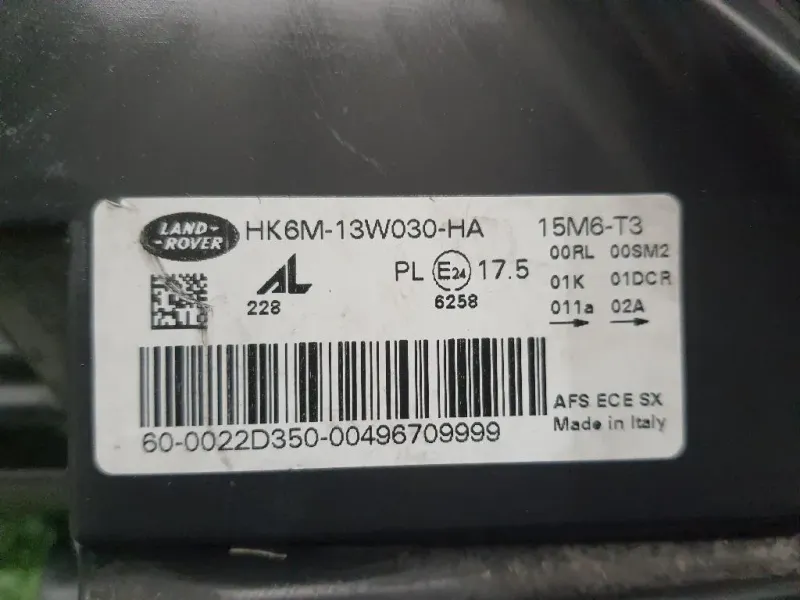 LAND-
-ROVER
HK6M-13W030-HA 15M6-T3
00RL 00SM2
AL PL E24 17.5
01K 01DCR
228 6258
011a 02A
AFS ECE SX
Made in Italy
60-0022D350-00496709999